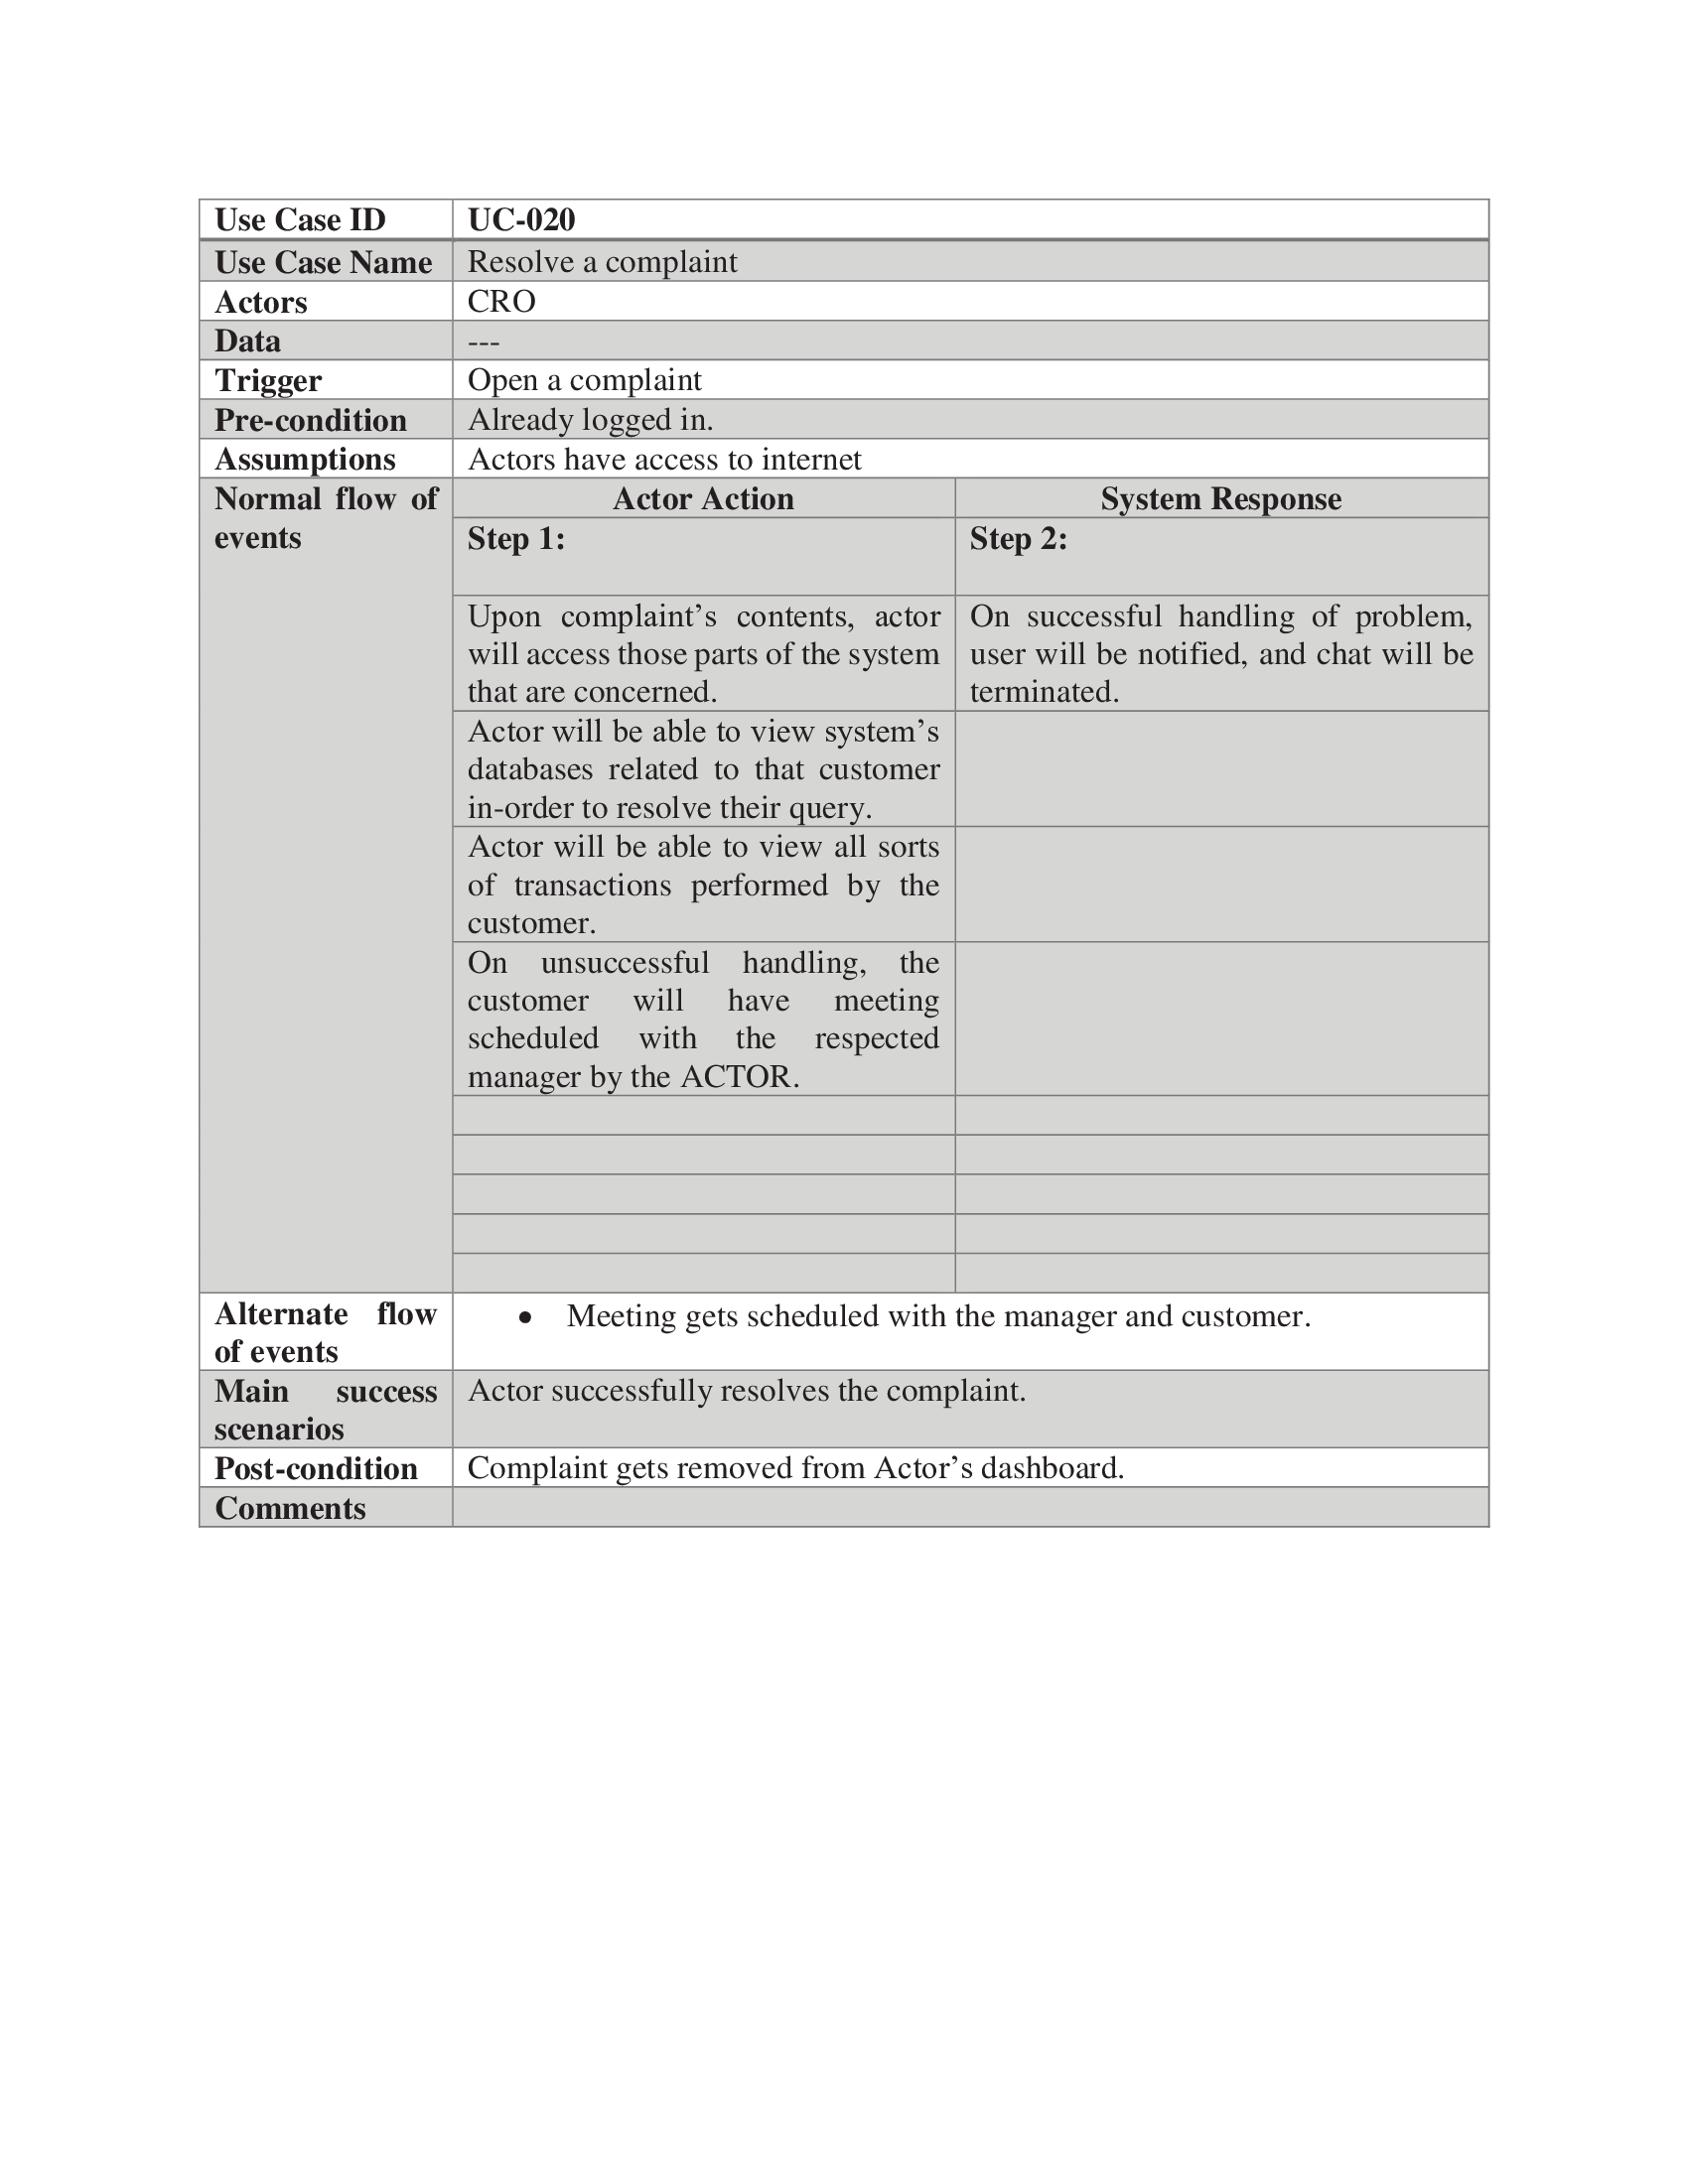 Use Case ID UC-020
Use Case Name Resolve a complaint
Actors CRO
Data ---
Trigger Open a complaint
Pre-condition Already logged in.
Assumptions Actors have access to internet
Normal flow of
events
Actor Action System Response
Step 1: Step 2:
Upon complaint’s contents, actor
will access those parts of the system
that are concerned.
On successful handling of problem,
user will be notified, and chat will be
terminated.
Actor will be able to view system’s
databases related to that customer
in-order to resolve their query.
Actor will be able to view all sorts
of transactions performed by the
customer.
On unsuccessful handling, the
customer will have meeting
scheduled with the respected
manager by the ACTOR.
Alternate flow
of events
• Meeting gets scheduled with the manager and customer.
Main success
scenarios
Actor successfully resolves the complaint.
Post-condition Complaint gets removed from Actor’s dashboard.
Comments